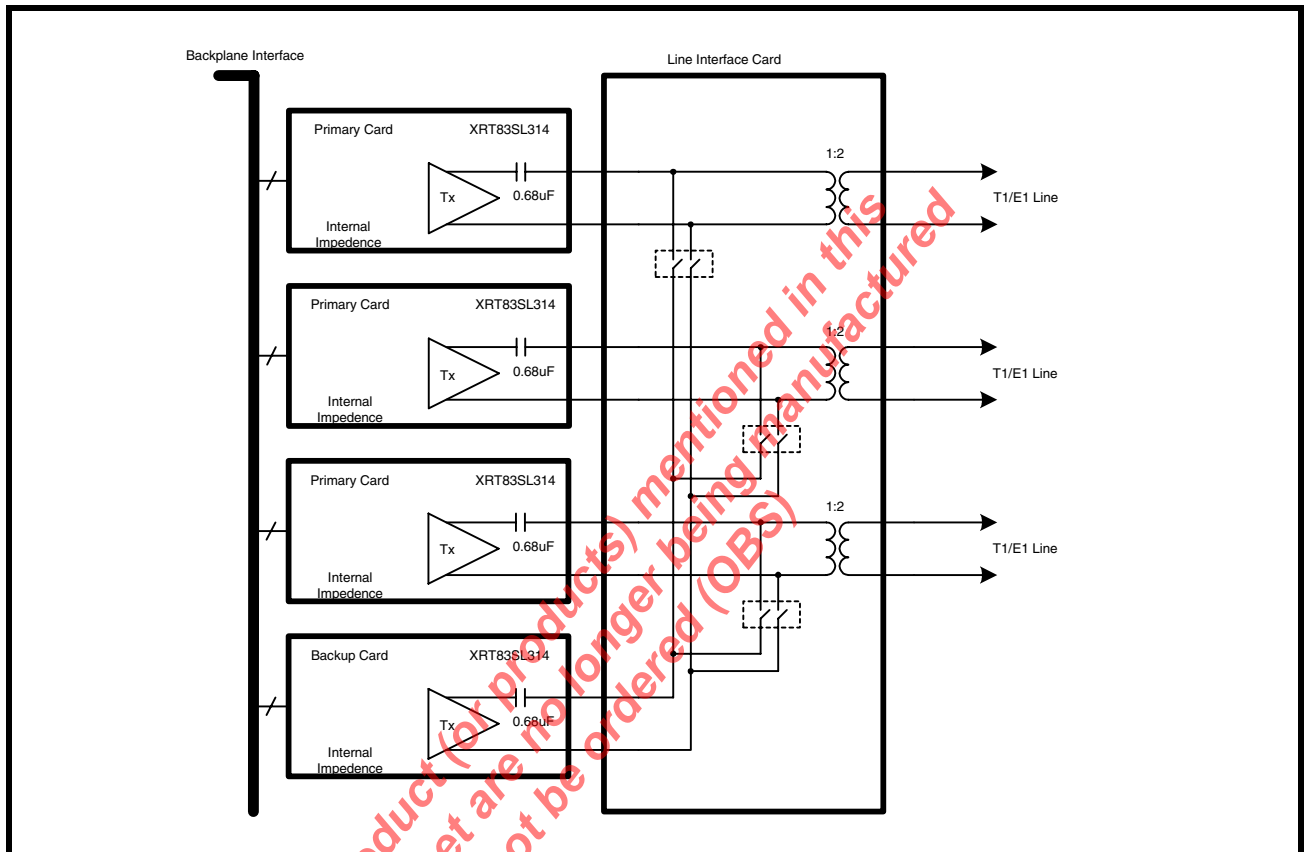 Backplane Interface
Line Interface Card
Primary Card XRT83SL314
Tx
0.68uF
Internal
Impedence
1:2
T1/E1 Line
Primary Card XRT83SL314
Tx
0.68uF
Internal
Impedence
1:2
T1/E1 Line
Primary Card XRT83SL314
Tx
0.68uF
Internal
Impedence
1:2
T1/E1 Line
Backup Card XRT83SL314
Tx
0.68uF
Internal
Impedence
(or products) mentioned in this
are no longer being manufactured
be ordered (OBS)